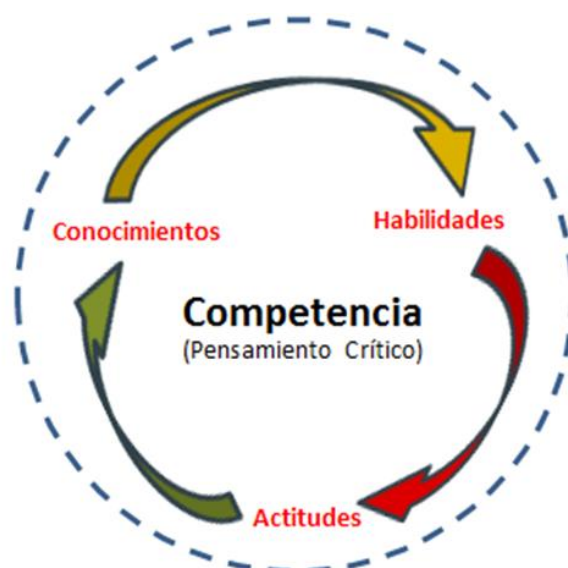 Conocimientos
Habilidades
Competencia
(Pensamiento Crítico)
Actitudes